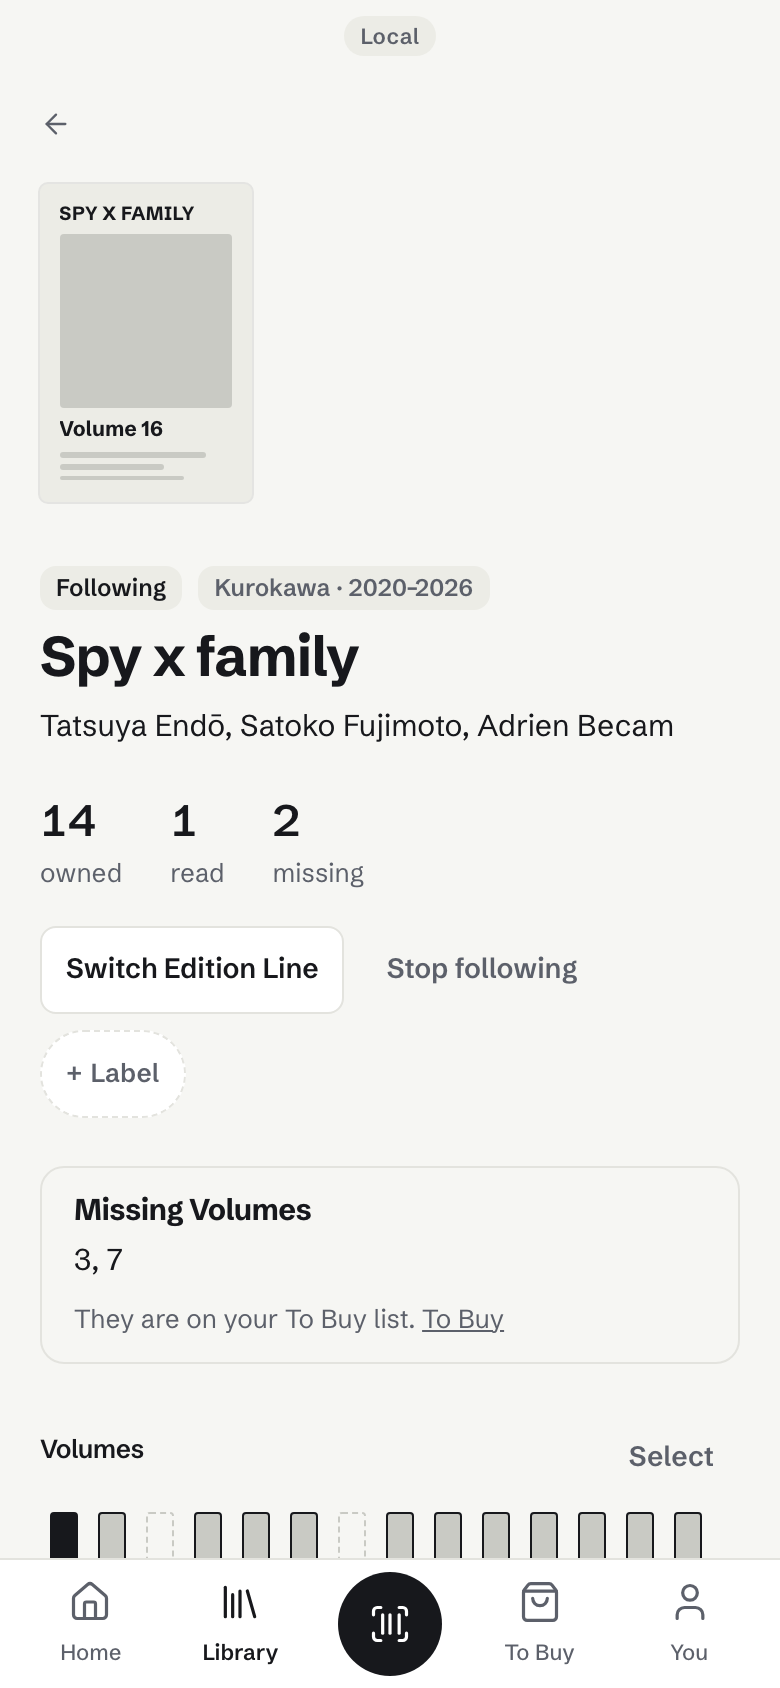 Local
SPY X FAMILY
Volume 16
Following
Kurokawa · 2020–2026
Spy x family
Tatsuya Endō, Satoko Fujimoto, Adrien Becam
14 1 2
owned read missing
Switch Edition Line
Stop following
+ Label
Missing Volumes
3, 7
They are on your To Buy list. To Buy
Volumes
Select
Home Library To Buy You